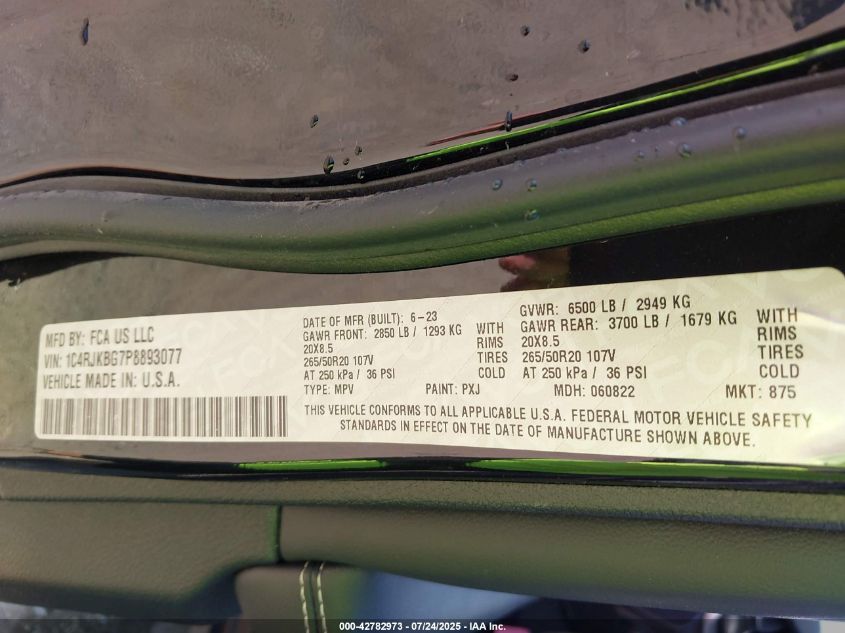 MFD BY: FCA US LLC
VIN: 1C4RJKBG7P8893077
VEHICLE MADE IN: U.S.A.
DATE OF MFR (BUILT): 6-23
GAWR FRONT: 2850 LB / 1293 KG WITH
20X8.5 RIMS
265/50R20 107V TIRES
AT 250 kPa / 36 PSI COLD
TYPE: MPV PAINT: PXJ
GVWR: 6500 LB / 2949 KG
GAWR REAR: 3700 LB / 1679 KG WITH
20X8.5 RIMS
265/50R20 107V TIRES
AT 250 kPa / 36 PSI COLD
MDH: 060822 MKT: 875
THIS VEHICLE CONFORMS TO ALL APPLICABLE U.S.A. FEDERAL MOTOR VEHICLE SAFETY
STANDARDS IN EFFECT ON THE DATE OF MANUFACTURE SHOWN ABOVE.
000-42782973 - 07/24/2025 - IAA Inc.